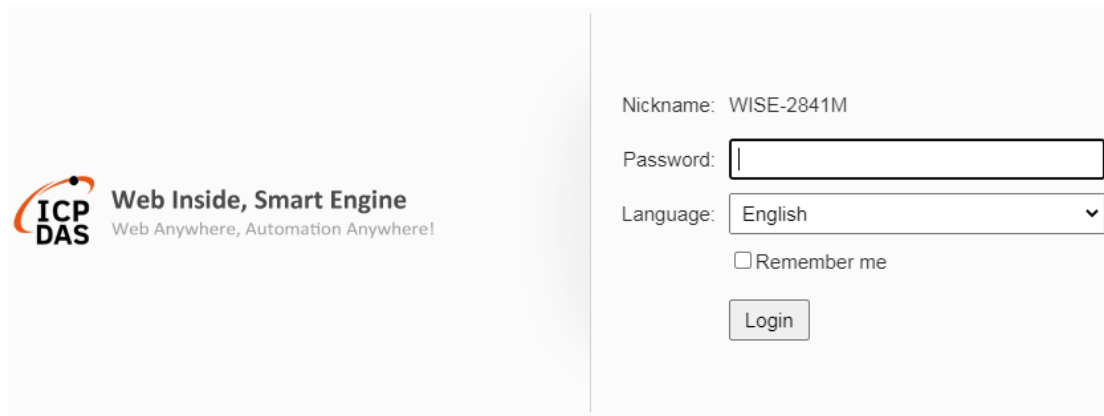 ICP
DAS
Web Inside, Smart Engine
Web Anywhere, Automation Anywhere!
Nickname: WISE-2841M
Password:
Language: English
Remember me
Login